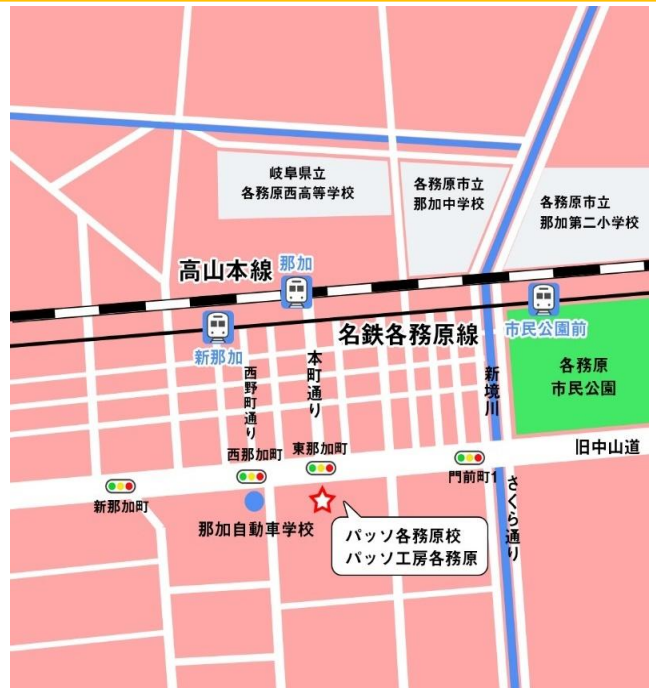 岐阜県立
各務原西高等学校
各務原市立
那加中学校
各務原市立
那加第二小学校
高山本線
那加
新那加
名鉄各務原線
市民公園前
西野町通り
本町通り
新境川
各務原
市民公園
新那加町
西那加町
東那加町
門前町1
旧中山道
那加自動車学校
パッソ各務原校
パッソ工房各務原
さくら通り